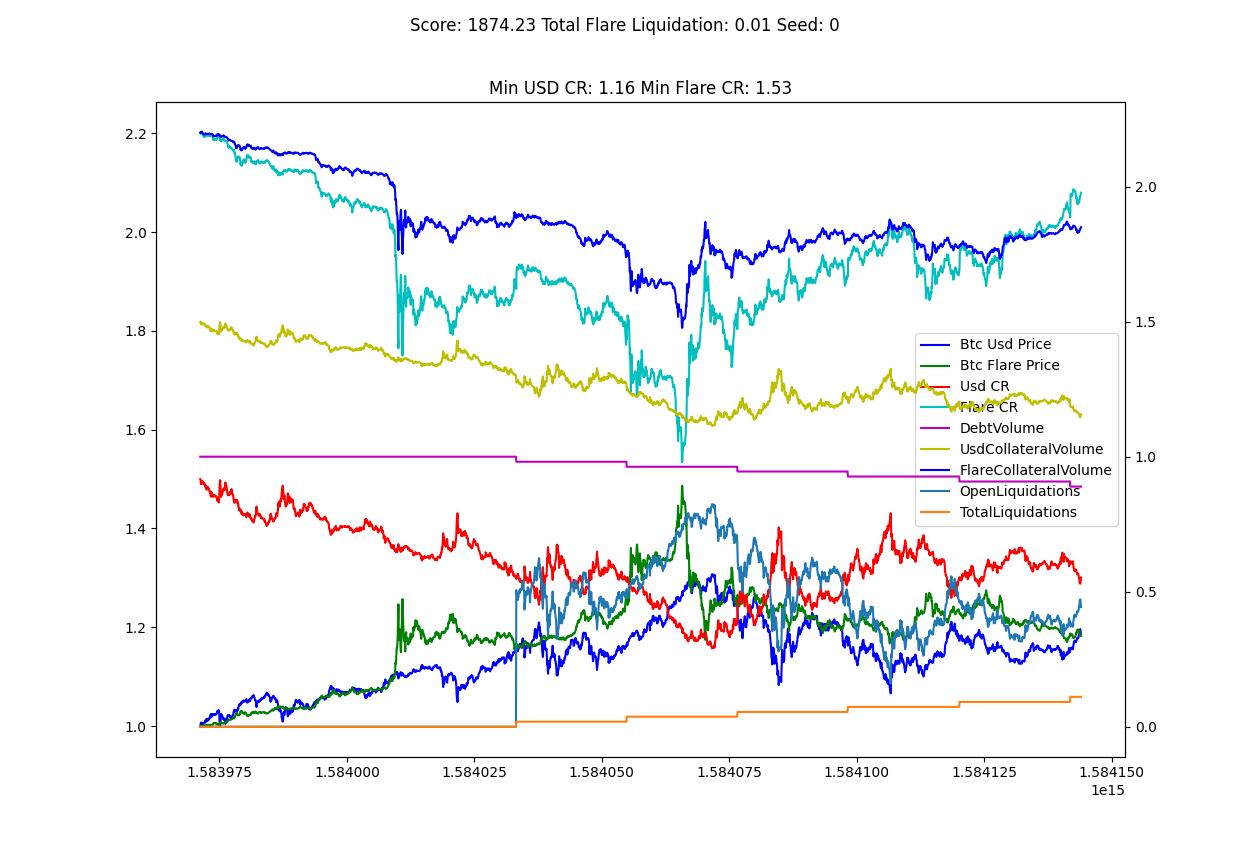 Score: 1874.23 Total Flare Liquidation: 0.01 Seed: 0
Min USD CR: 1.16 Min Flare CR: 1.53
2.2
2.0
1.8
1.6
1.4
1.2
1.0
2.0
1.5
1.0
0.5
0.0
Btc Usd Price
Btc Flare Price
Usd CR
Flare CR
DebtVolume
UsdCollateralVolume
FlareCollateralVolume
OpenLiquidations
TotalLiquidations
1.583975 1.584000 1.584025 1.584050 1.584075 1.584100 1.584125 1.584150
1e15